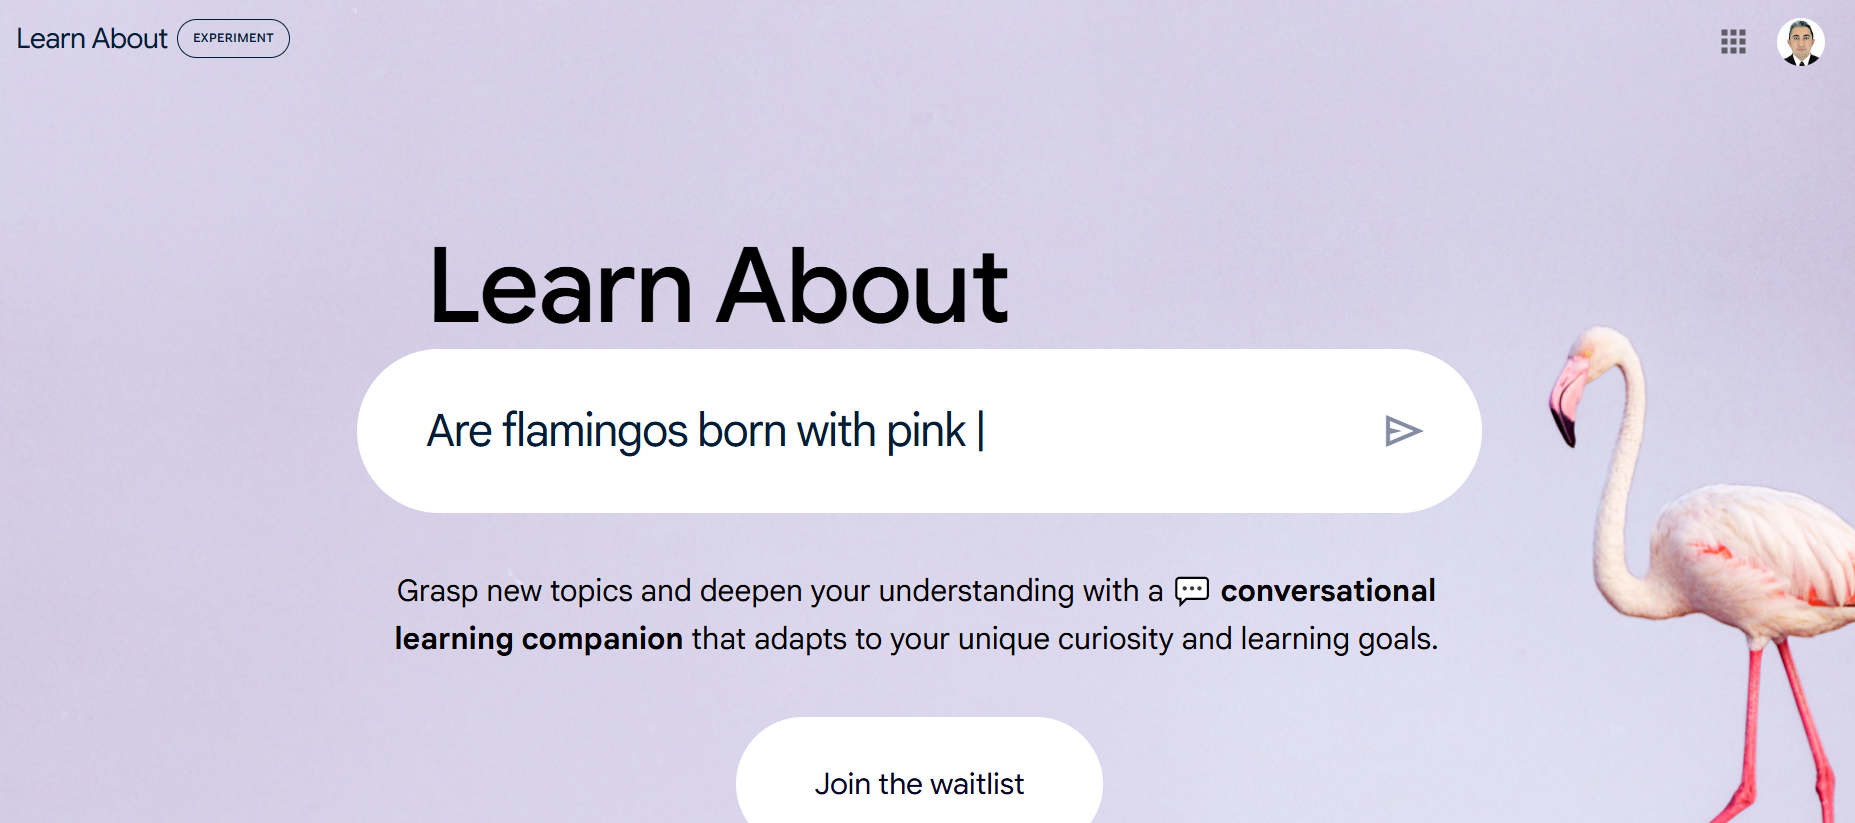 Learn About
EXPERIMENT
Learn About
Are flamingos born with pink
Grasp new topics and deepen your understanding with a conversational
learning companion that adapts to your unique curiosity and learning goals.
Join the waitlist